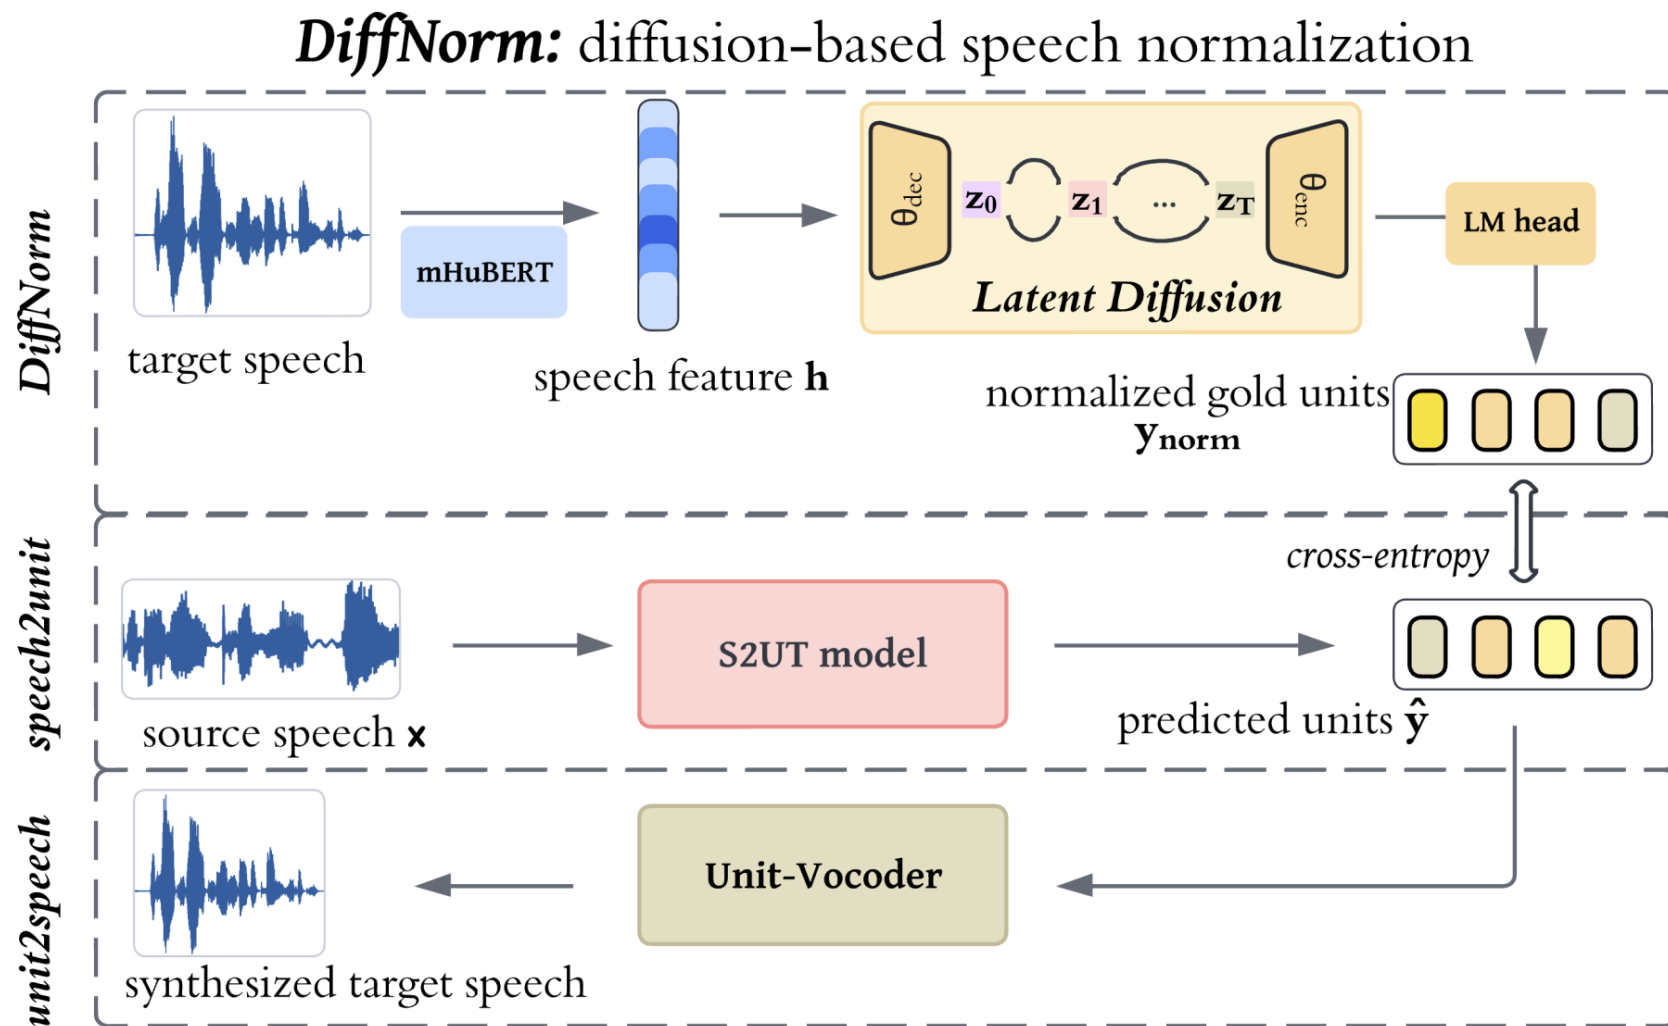 DiffNorm: diffusion-based speech normalization
DiffNorm
mHuBERT
target speech
speech feature h
θdec
z0
z1
...
zT
θenc
Latent Diffusion
LM head
normalized gold units
ynorm
cross-entropy
speech2unit
source speech x
S2UT model
predicted units ŷ
unit2speech
Unit-Vocoder
synthesized target speech